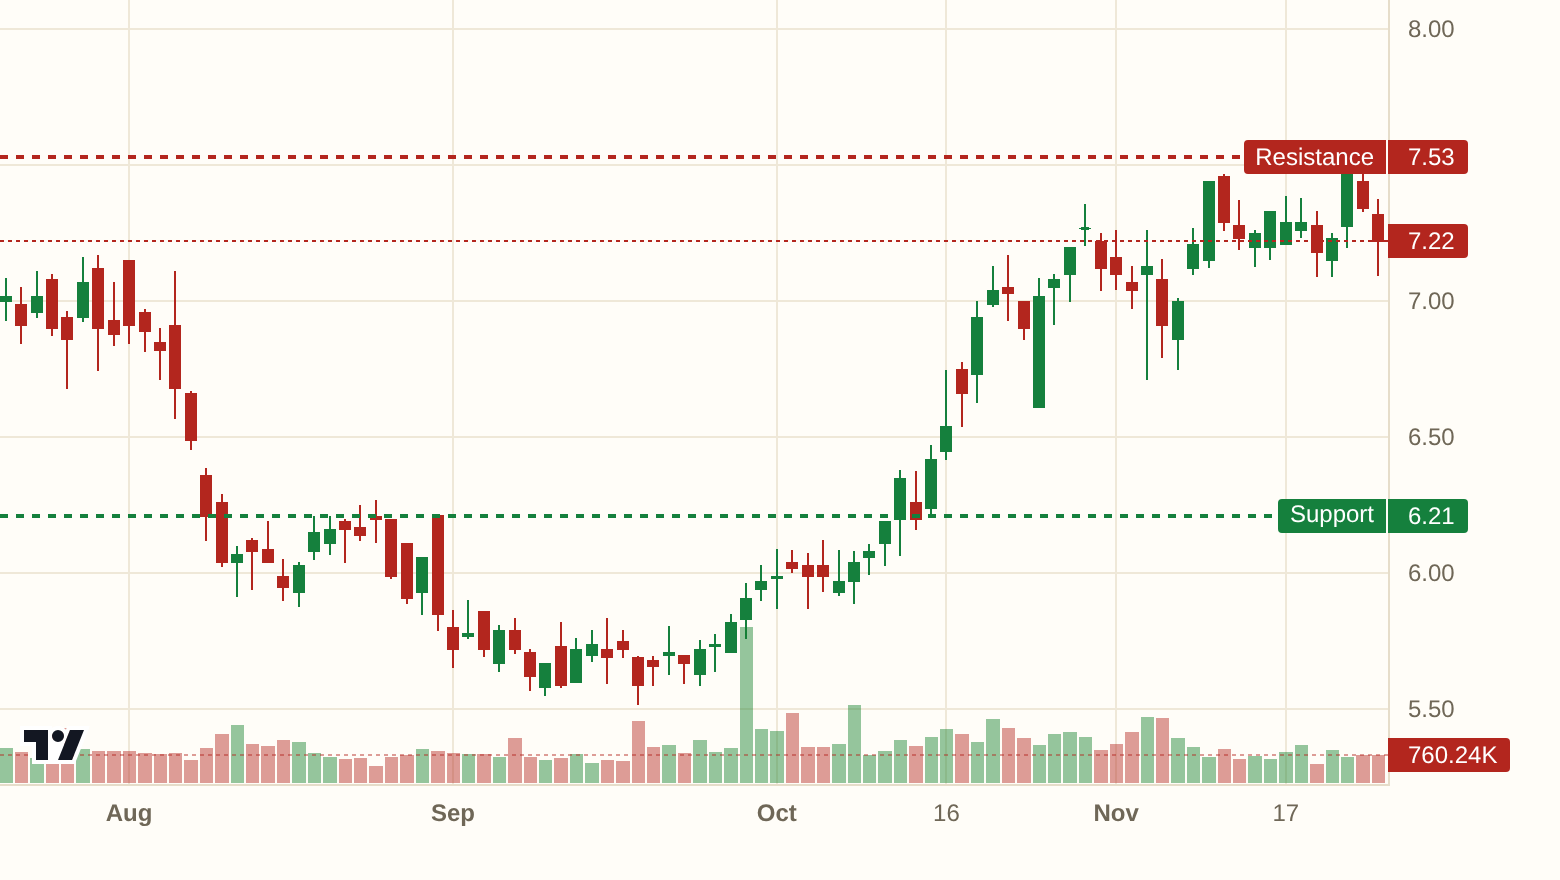 8.00
Resistance 7.53
7.22
7.00
6.50
Support 6.21
6.00
5.50
760.24K
Aug Sep Oct 16 Nov 17